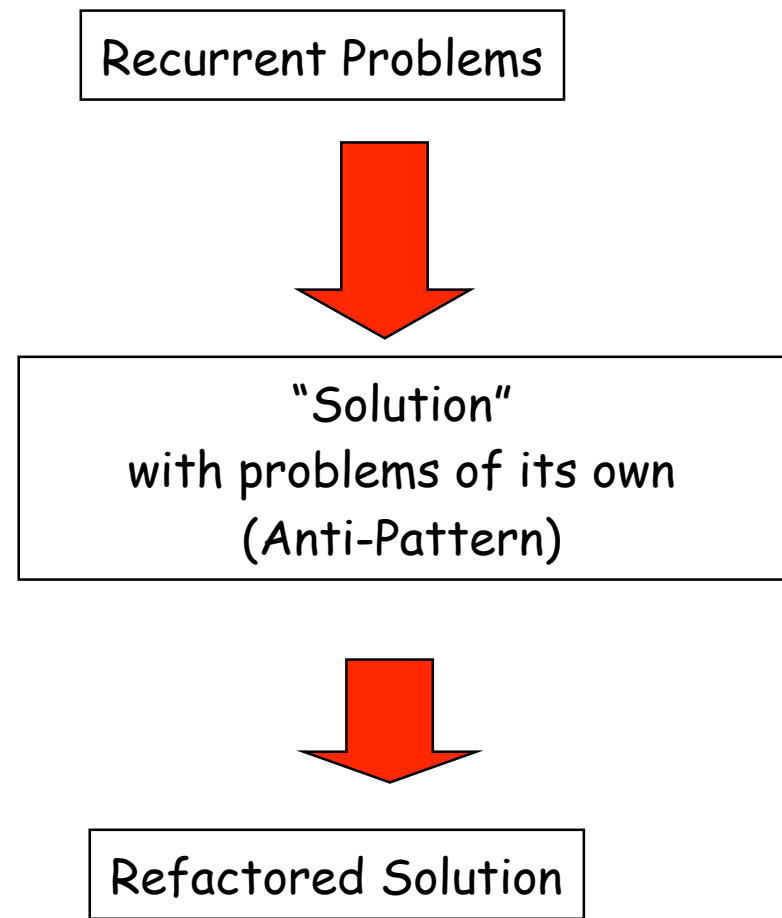 Recurrent Problems
“Solution”
with problems of its own
(Anti-Pattern)
Refactored Solution